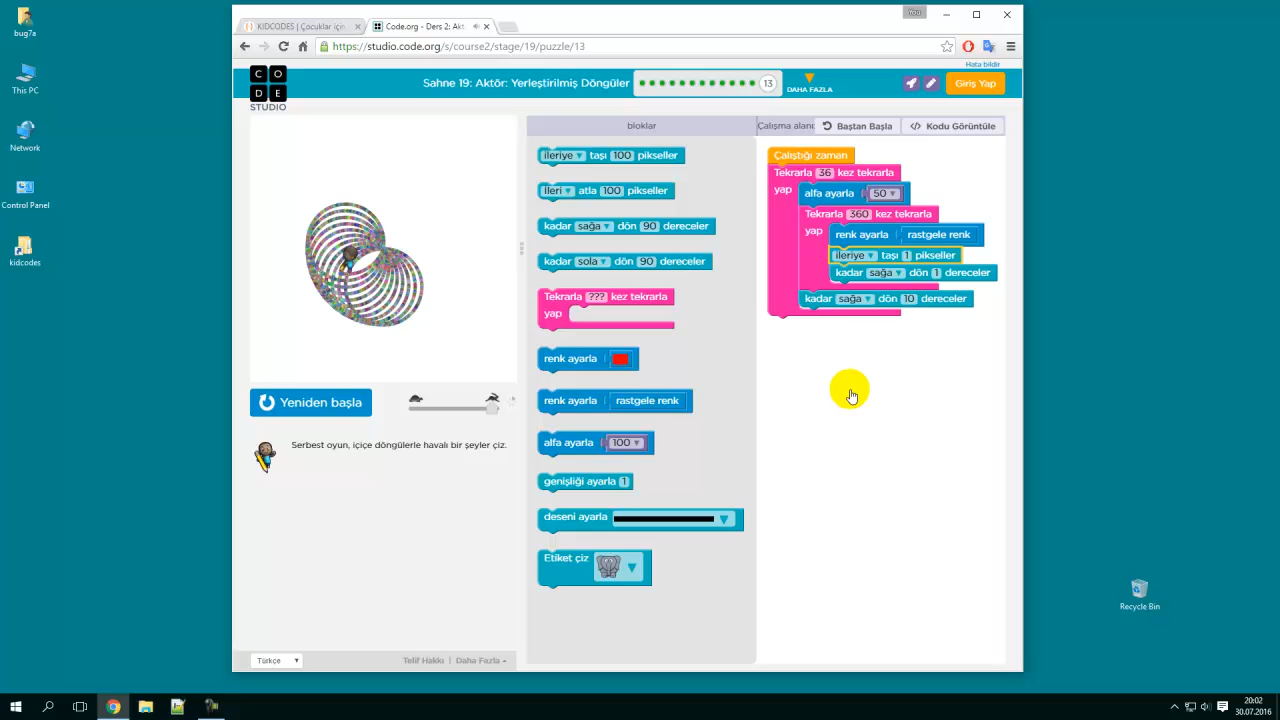 bug7a
This PC
Network
Control Panel
kidcodes
Recycle Bin
You
KIDCODES | Çocuklar için
Code.org - Ders 2: Akt
https://studio.code.org/s/course2/stage/19/puzzle/13
Hata bildir
C O
D E
STUDIO
Sahne 19: Aktör: Yerleştirilmiş Döngüler
13
DAHA FAZLA
Giriş Yap
bloklar
Çalışma alanı
Baştan Başla
</> Kodu Görüntüle
ileriye taşı 100 pikseller
İleri atla 100 pikseller
kadar sağa dön 90 dereceler
kadar sola dön 90 dereceler
Tekrarla ??? kez tekrarla
yap
renk ayarla
renk ayarla rastgele renk
alfa ayarla 100
genişliği ayarla 1
deseni ayarla
Etiket çiz
Çalıştığı zaman
Tekrarla 36 kez tekrarla
yap
alfa ayarla 50
Tekrarla 360 kez tekrarla
yap
renk ayarla rastgele renk
ileriye taşı 1 pikseller
kadar sağa dön 1 dereceler
kadar sağa dön 10 dereceler
Yeniden başla
Serbest oyun, içiçe döngülerle havalı bir şeyler çiz.
Türkçe
Telif Hakkı | Daha Fazla
20:02
30.07.2016